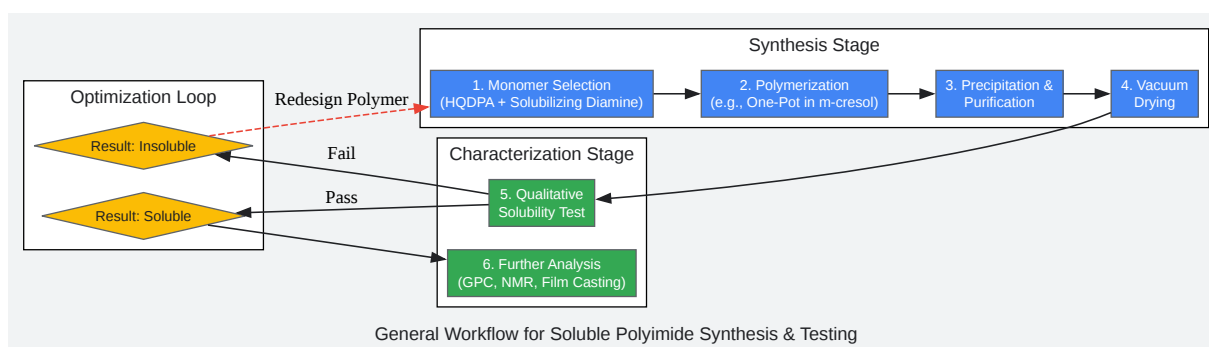 Synthesis Stage
1. Monomer Selection
(HQDPA + Solubilizing Diamine)
2. Polymerization
(e.g., One-Pot in m-cresol)
3. Precipitation &
Purification
4. Vacuum
Drying
Optimization Loop
Redesign Polymer
Result: Insoluble
Fail
Pass
Result: Soluble
Characterization Stage
5. Qualitative
Solubility Test
6. Further Analysis
(GPC, NMR, Film Casting)
General Workflow for Soluble Polyimide Synthesis & Testing